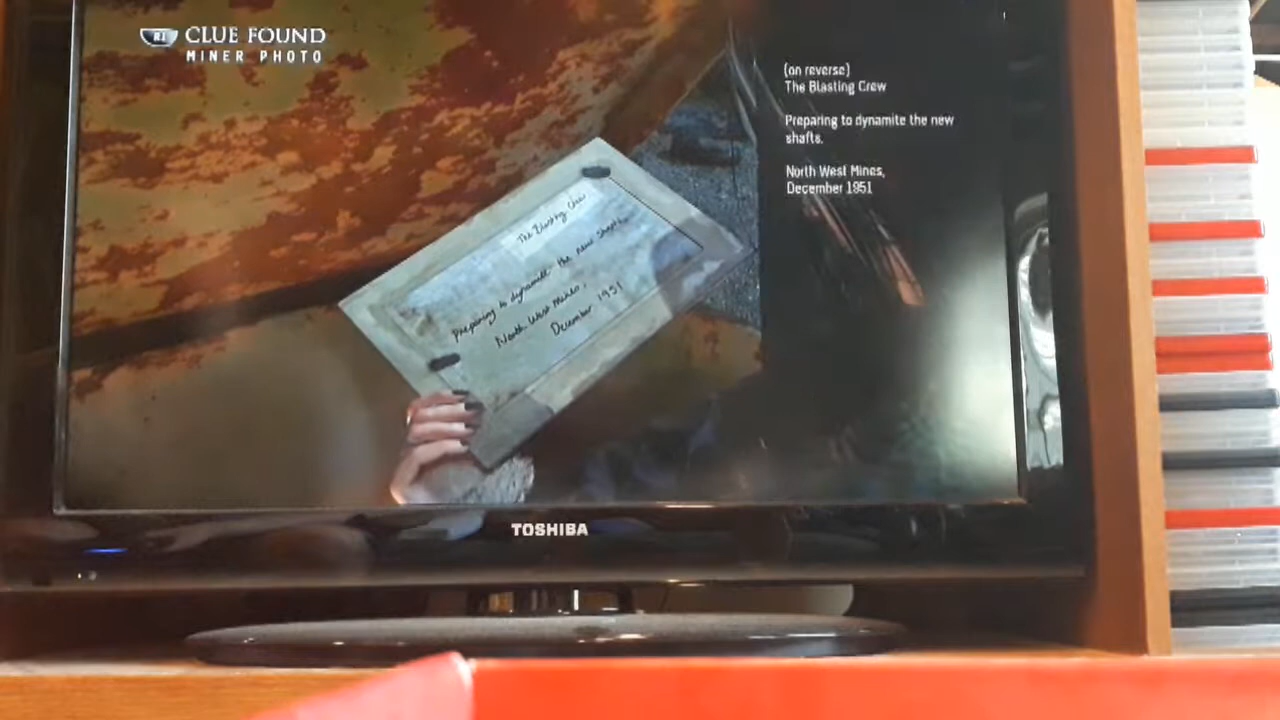 R1 CLUE FOUND
MINER PHOTO
(on reverse)
The Blasting Crew
Preparing to dynamite the new
shafts.
North West Mines,
December 1951
The Blasting Crew
Preparing to dynamite the new shafts.
North West Mines,
December 1951
TOSHIBA